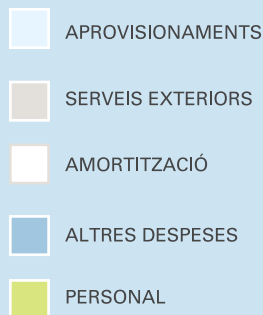 APROVISIONAMENTS
SERVEIS EXTERIORS
AMORTITZACIÓ
ALTRES DESPESES
PERSONAL